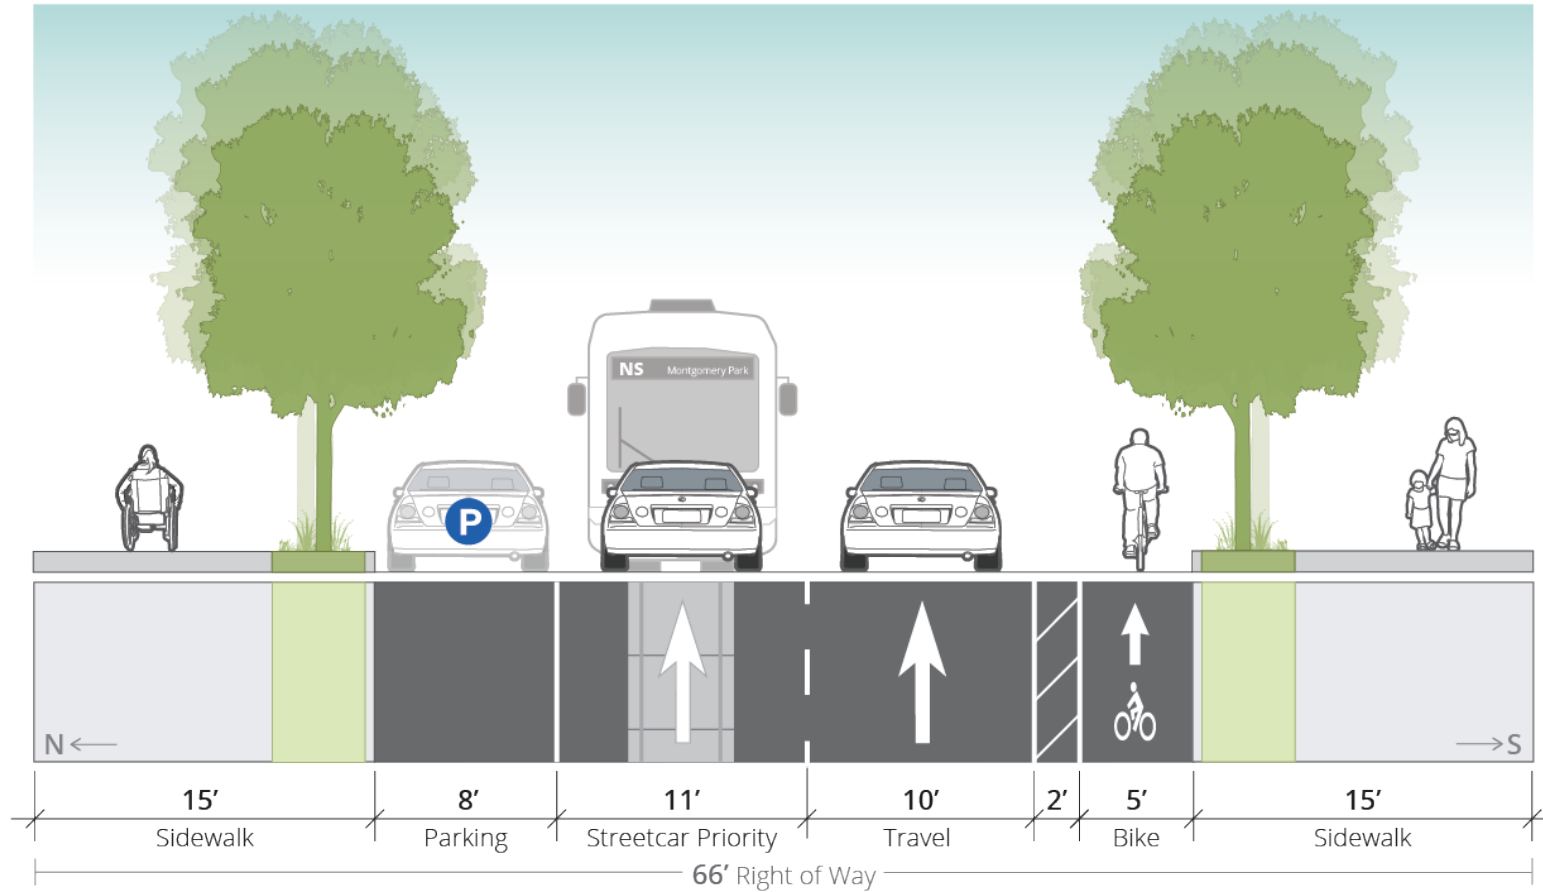 NS Montgomery Park
P
N
S
15’ 8’ 11’ 10’ 2’ 5’ 15’
Sidewalk Parking Streetcar Priority Travel Bike Sidewalk
66’ Right of Way